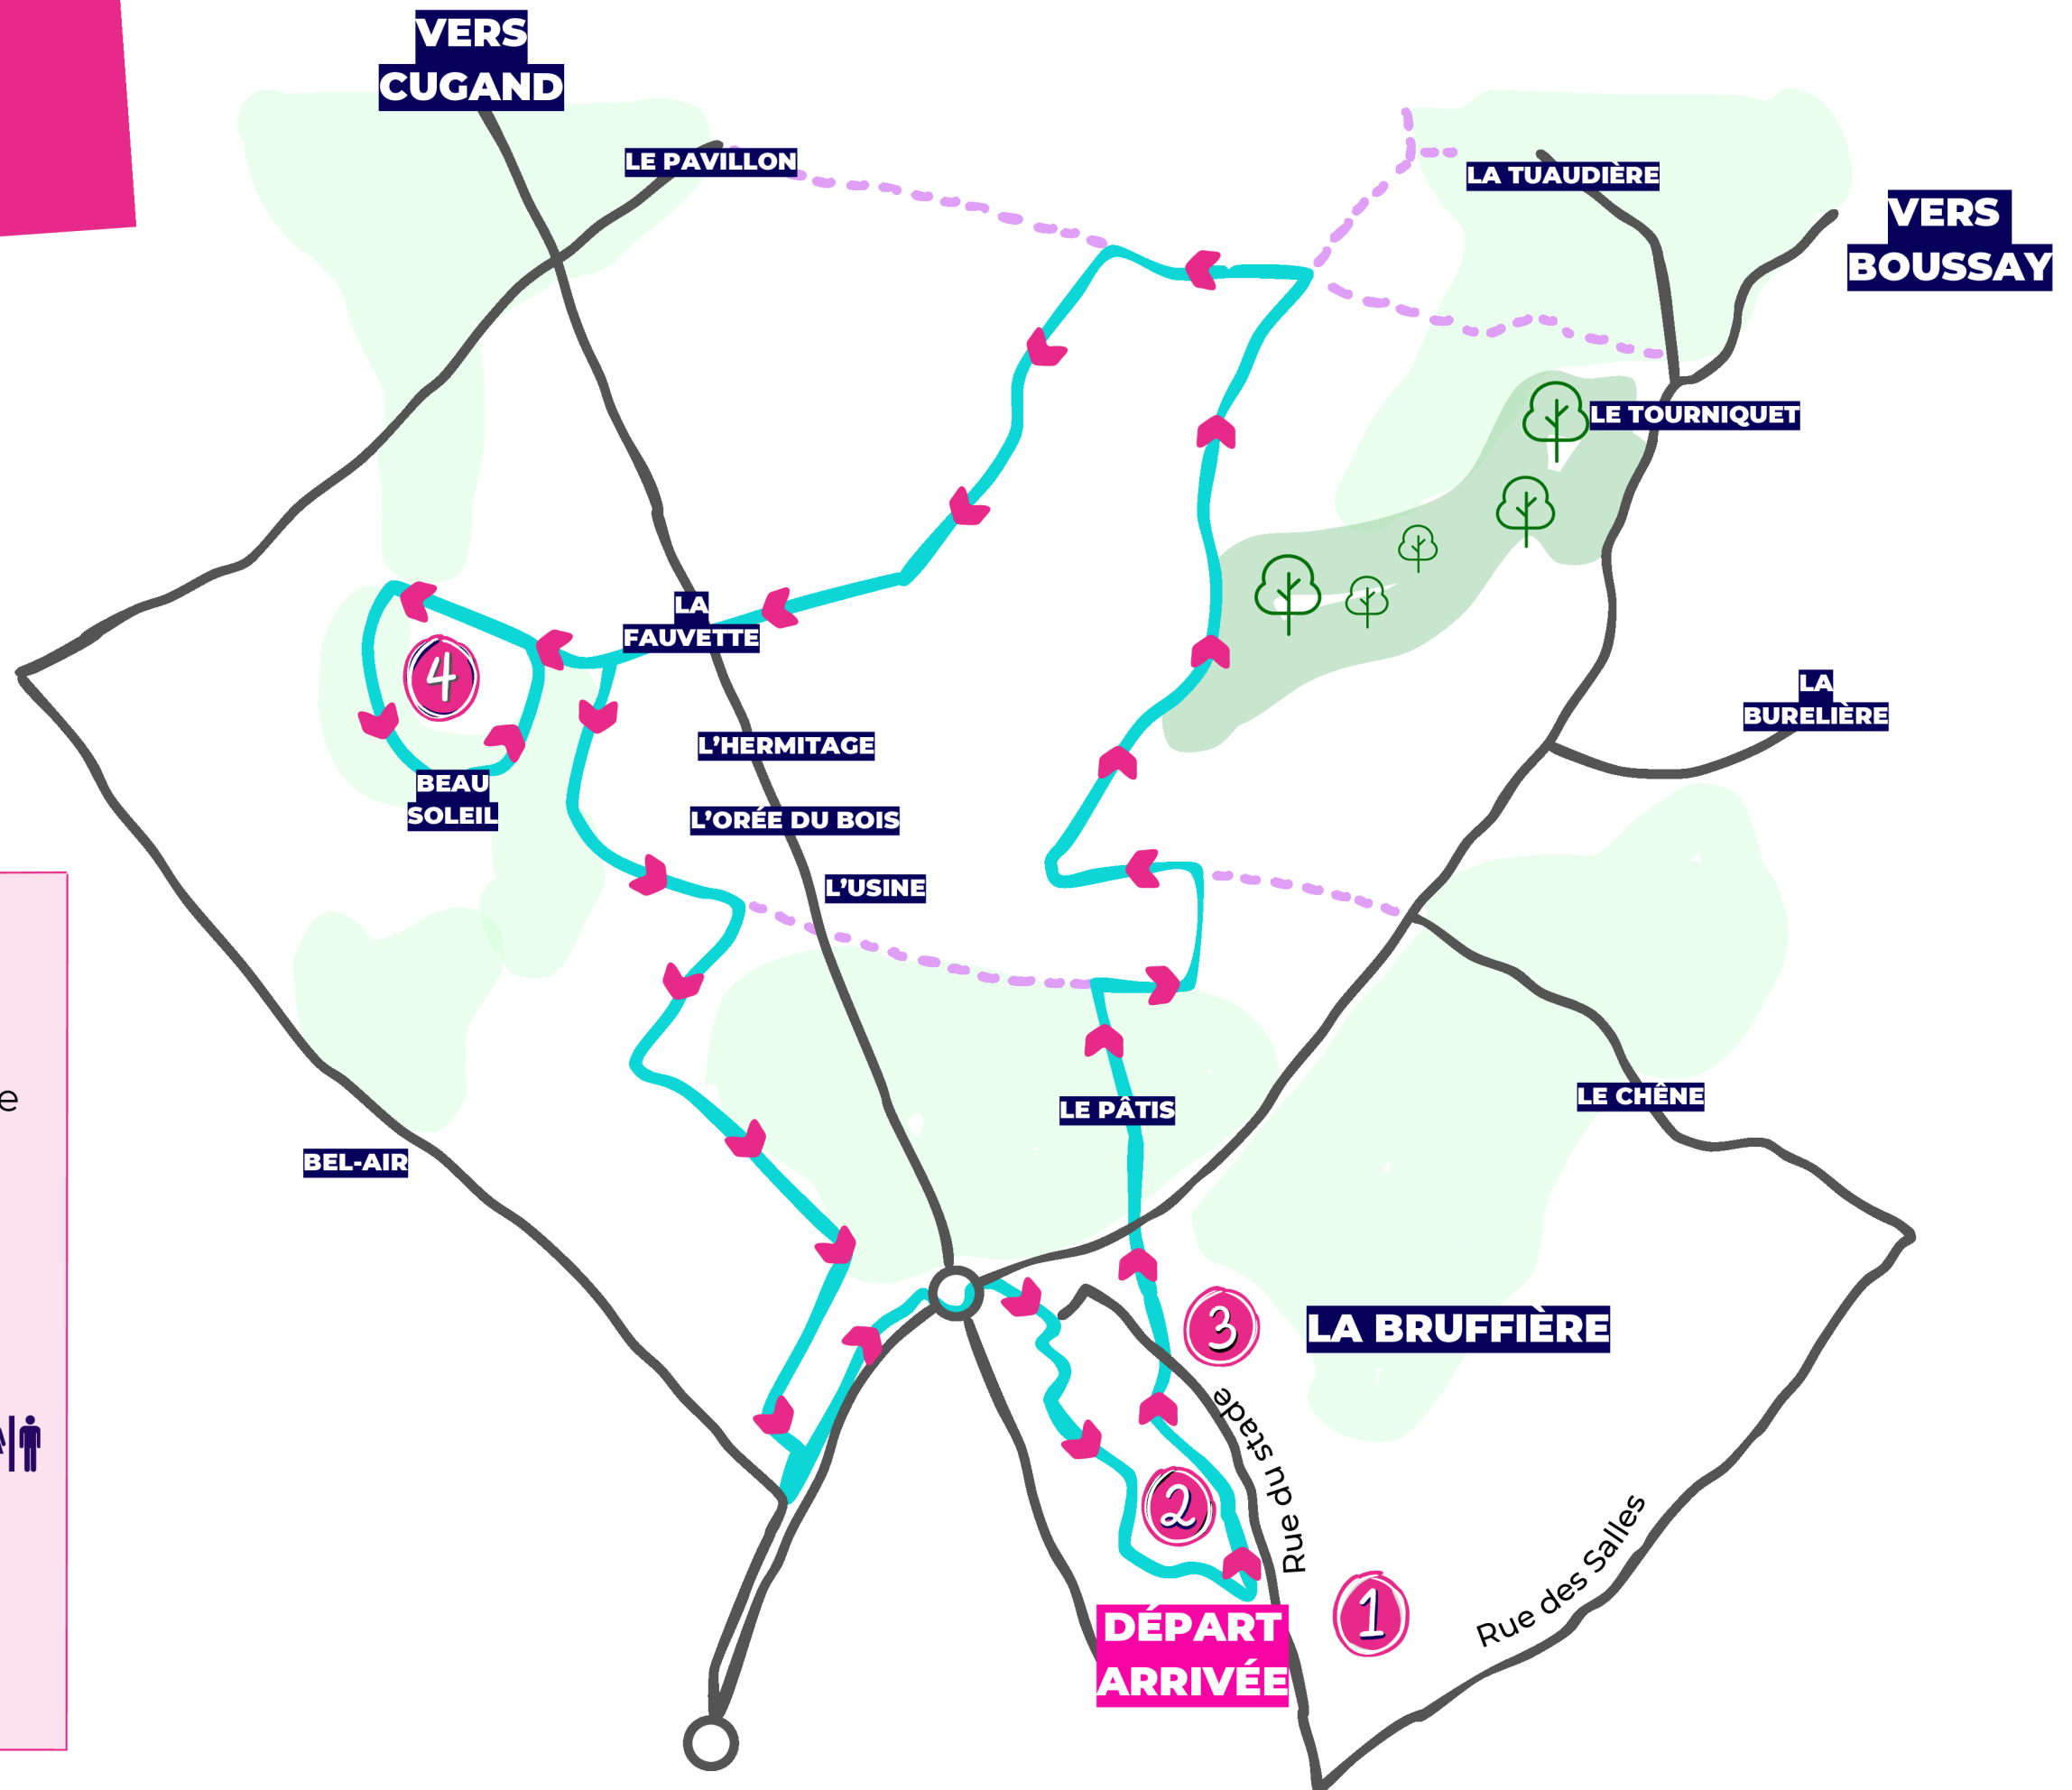 VERS
CUGAND
LE PAVILLON
LA TUAUDIÈRE
VERS
BOUSSAY
LE TOURNIQUET
LA
FAUVETTE
4
LA
BURELIÈRE
L'HERMITAGE
BEAU
SOLEIL
L'ORÉE DU BOIS
L'USINE
e
LE PÂTIS
LE CHÊNE
BEL-AIR
3
LA BRUFFIÈRE
Rue du stade
2
Rue des Salles
1
DÉPART
ARRIVÉE